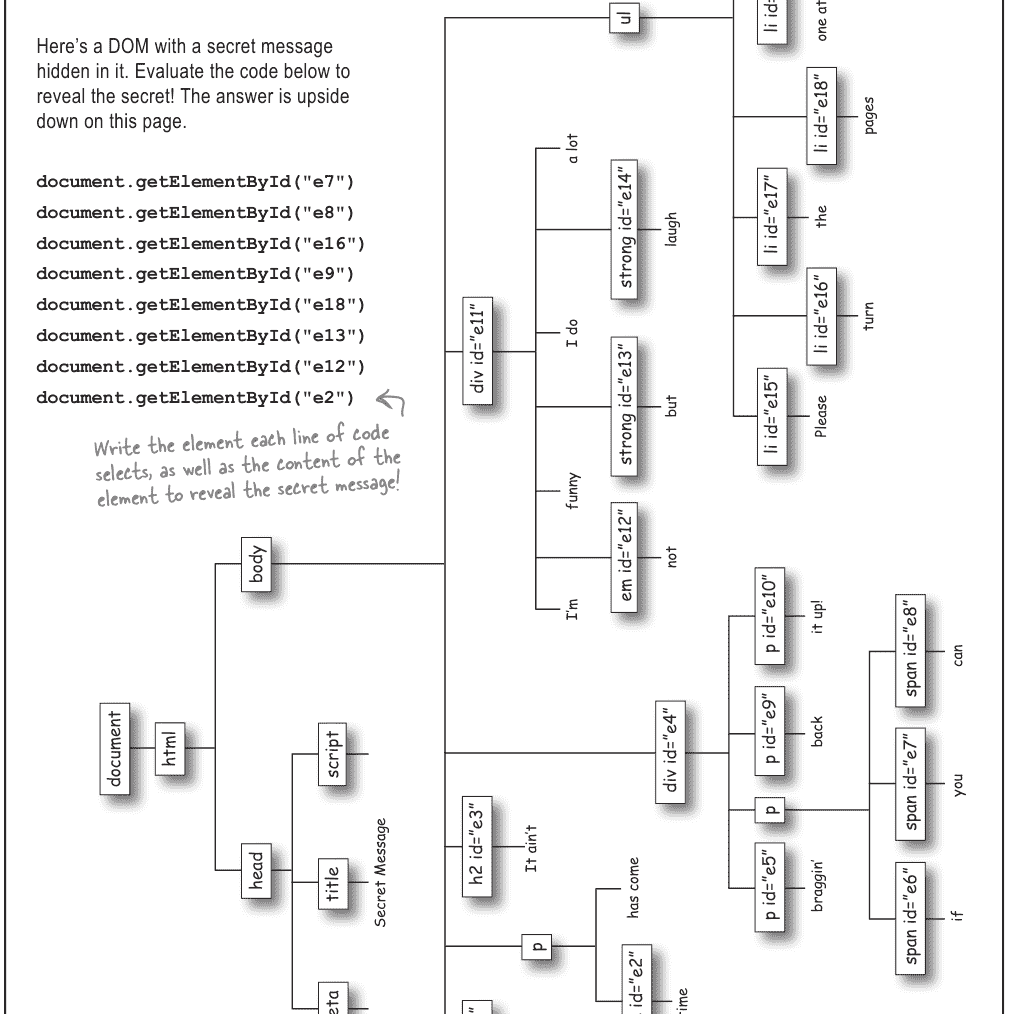 Here's a DOM with a secret message
hidden in it. Evaluate the code below to
reveal the secret! The answer is upside
down on this page.
document.getElementById("e7")
document.getElementById("e8")
document.getElementById("e16")
document.getElementById("e9")
document.getElementById("e18")
document.getElementById("e13")
document.getElementById("e12")
document.getElementById("e2")
Write the element each line of code
selects, as well as the content of the
element to reveal the secret message!
document
html
head
title
Secret Message
script
body
p
id="e2"
has come
h2 id="e3"
It ain't
div id="e4"
p id="e5"
braggin'
p
span id="e6"
if
span id="e7"
you
span id="e8"
can
p id="e9"
back
p id="e10"
it up!
div id="e11"
I'm
em id="e12"
not
funny
strong id="e13"
but
I do
strong id="e14"
laugh
a lot
ul
li id="e15"
Please
li id="e16"
turn
li id="e17"
the
li id="e18"
pages
li id=
one at